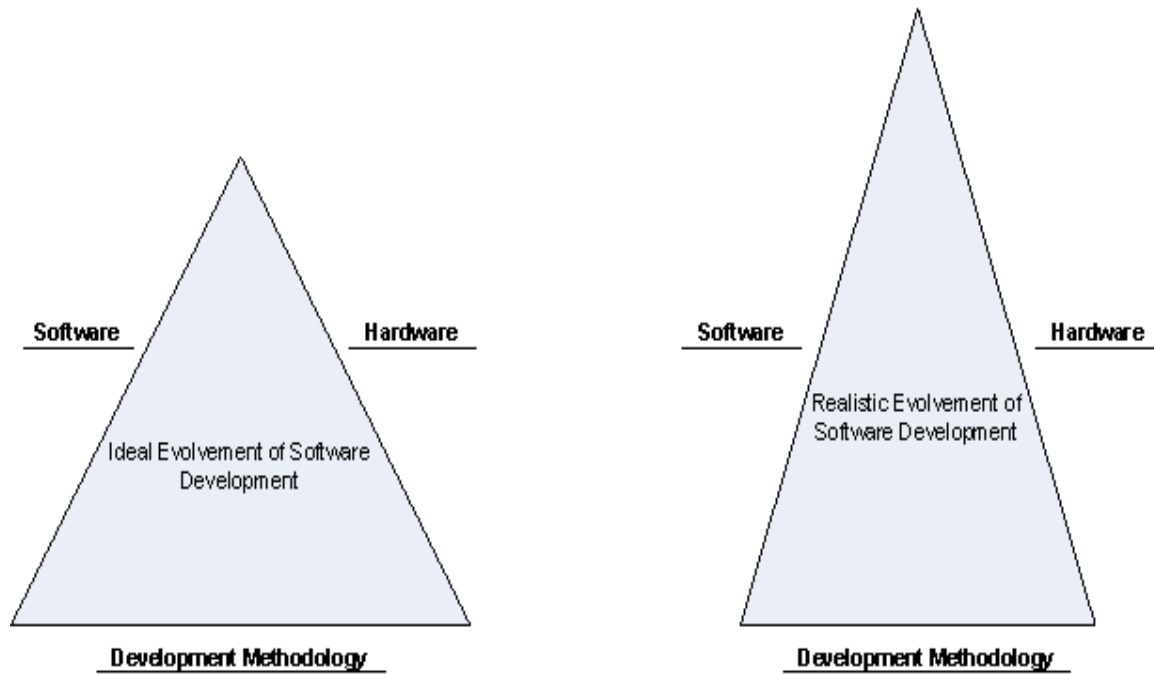 Software
Hardware
Ideal Evolvement of Software
Development
Development Methodology
Software
Hardware
Realistic Evolvement of
Software Development
Development Methodology